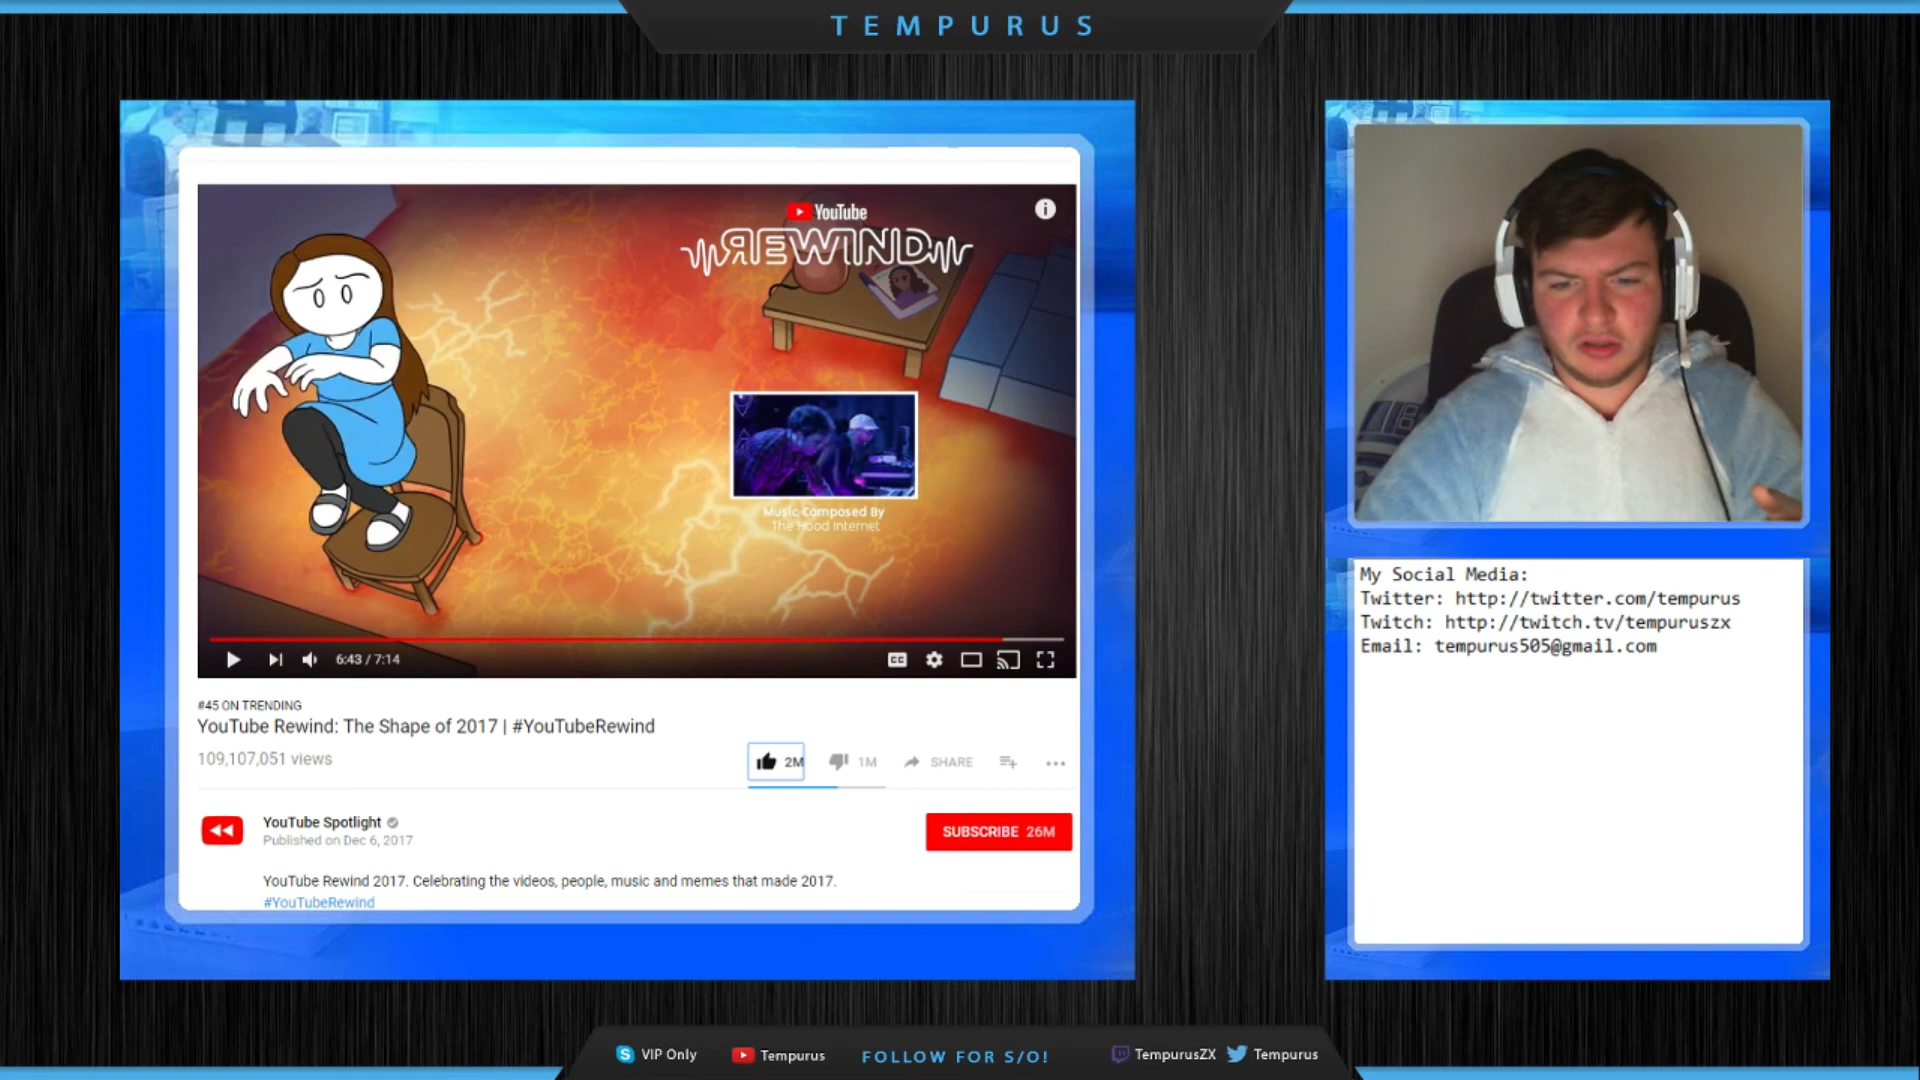 TEMPURUS
YouTube
REWIND
Music Composed By
The Hood Internet
6:43 / 7:14
CC
#45 ON TRENDING
YouTube Rewind: The Shape of 2017 | #YouTubeRewind
109,107,051 views
2M
1M
SHARE
YouTube Spotlight
Published on Dec 6, 2017
SUBSCRIBE 26M
YouTube Rewind 2017. Celebrating the videos, people, music and memes that made 2017.
#YouTubeRewind
My Social Media:
Twitter: http://twitter.com/tempurus
Twitch: http://twitch.tv/tempuruszx
Email: tempurus505@gmail.com
VIP Only
Tempurus
FOLLOW FOR S/O!
TempurusZX
Tempurus